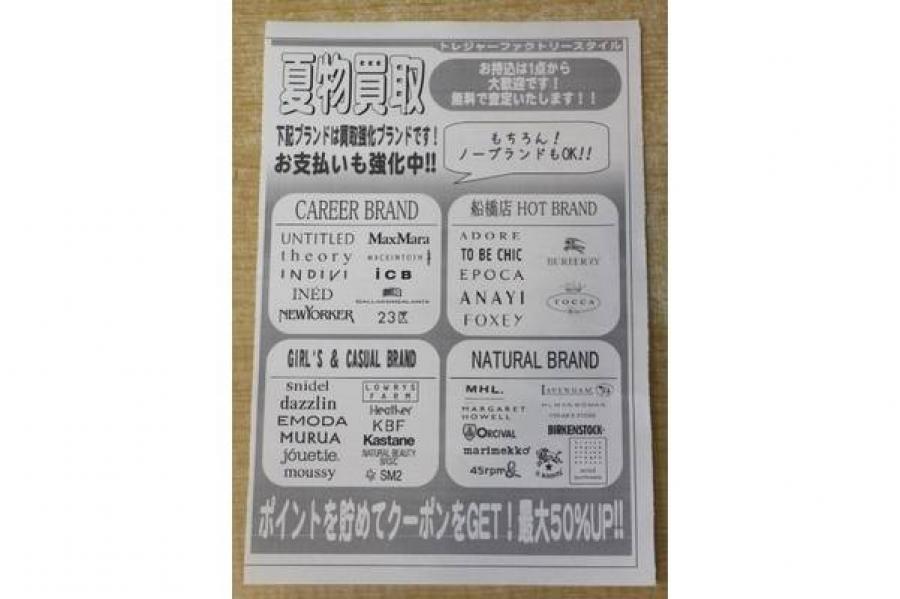 トレジャーファクトリースタイル
夏物買取
お持込は1点から
大歓迎です!
無料で査定いたします!!
下記ブランドは買取強化ブランドです!
お支払いも強化中!!
もちろん!
ノーブランドもOK!!
CAREER BRAND
UNTITLED
MaxMara
theory
MACKINTOSH
INDIVI
iCB
INÉD
BALLANTSEALANTS
NEWYORKER
23区
船橋店 HOT BRAND
ADORE
TO BE CHIC
BURBERRY
EPOCA
ANAYI
TOCCA
FOXEY
GIRL'S & CASUAL BRAND
snidel
LOWRYS
FARM
dazzlin
Heather
EMODA
KBF
MURUA
Kastane
jouetie.
NATURAL BEAUTY
BASIC
moussy
SM2
NATURAL BRAND
MHL.
MARGARET
HOWELL
ORCIVAL
BIRKENSTOCK
marimekko
45rpm
ポイントを貯めてクーポンをGET!最大50%UP!!